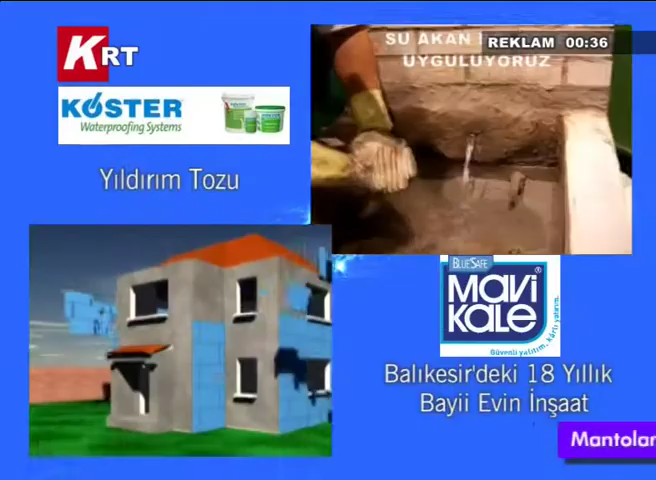 KRT
SU AKAN
REKLAM 00:36
UYGULUYORUZ
KÖSTER
Waterproofing Systems
Yıldırım Tozu
BLUESAFE
MAVİ
KALE
Güvenli yalıtım, kârlı yatırım.
Balıkesir'deki 18 Yıllık
Bayii Evin İnşaat
Mantolar